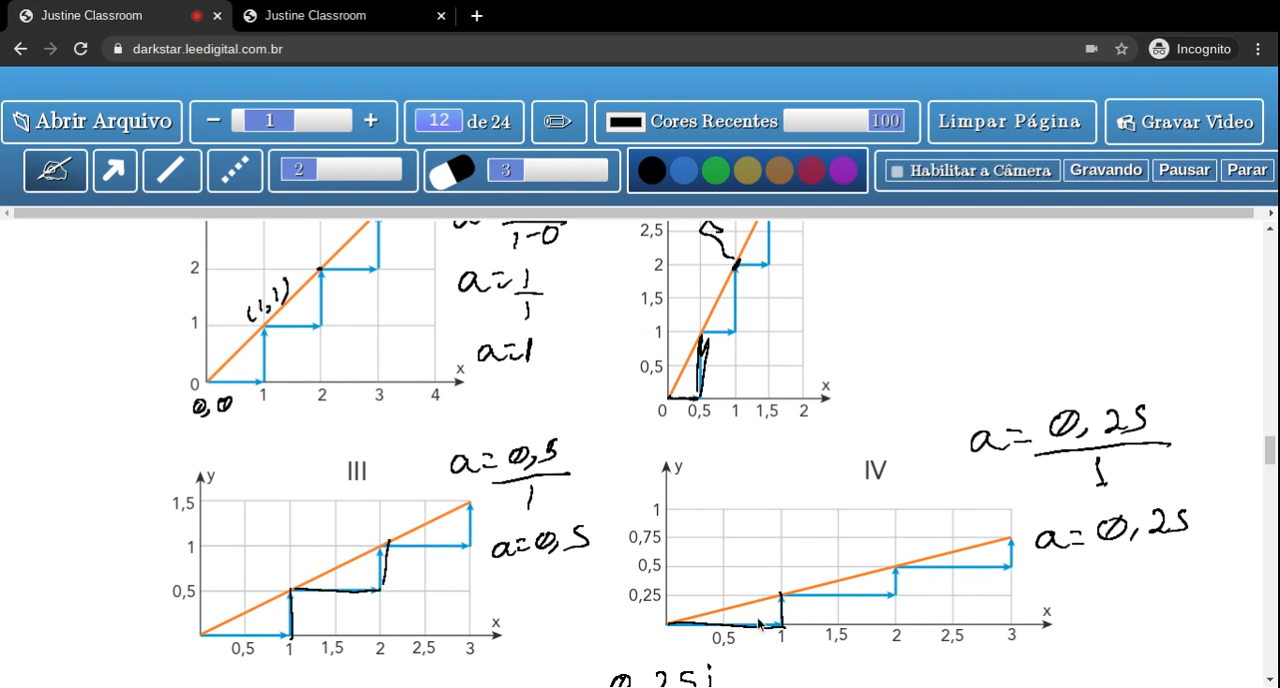 Justine Classroom
Justine Classroom
darkstar.leedigital.com.br
Incognito
Abrir Arquivo
− 1 +
12 de 24
Cores Recentes
100
Limpar Página
Gravar Video
2
3
Habilitar a Câmera
Gravando
Pausar
Parar
1-0
2
(1,1)
a=1
1
1
a=1
0
x
1 2 3 4
0,0
2,5
2
1,5
1
0,5
x
0 0,5 1 1,5 2
III
y
a=0,5
1
a=0,5
1,5
1
0,5
x
0,5 1 1,5 2 2,5 3
IV
y
a=0,25
1
a=0,25
1
0,75
0,5
0,25
x
0,5 1 1,5 2 2,5 3